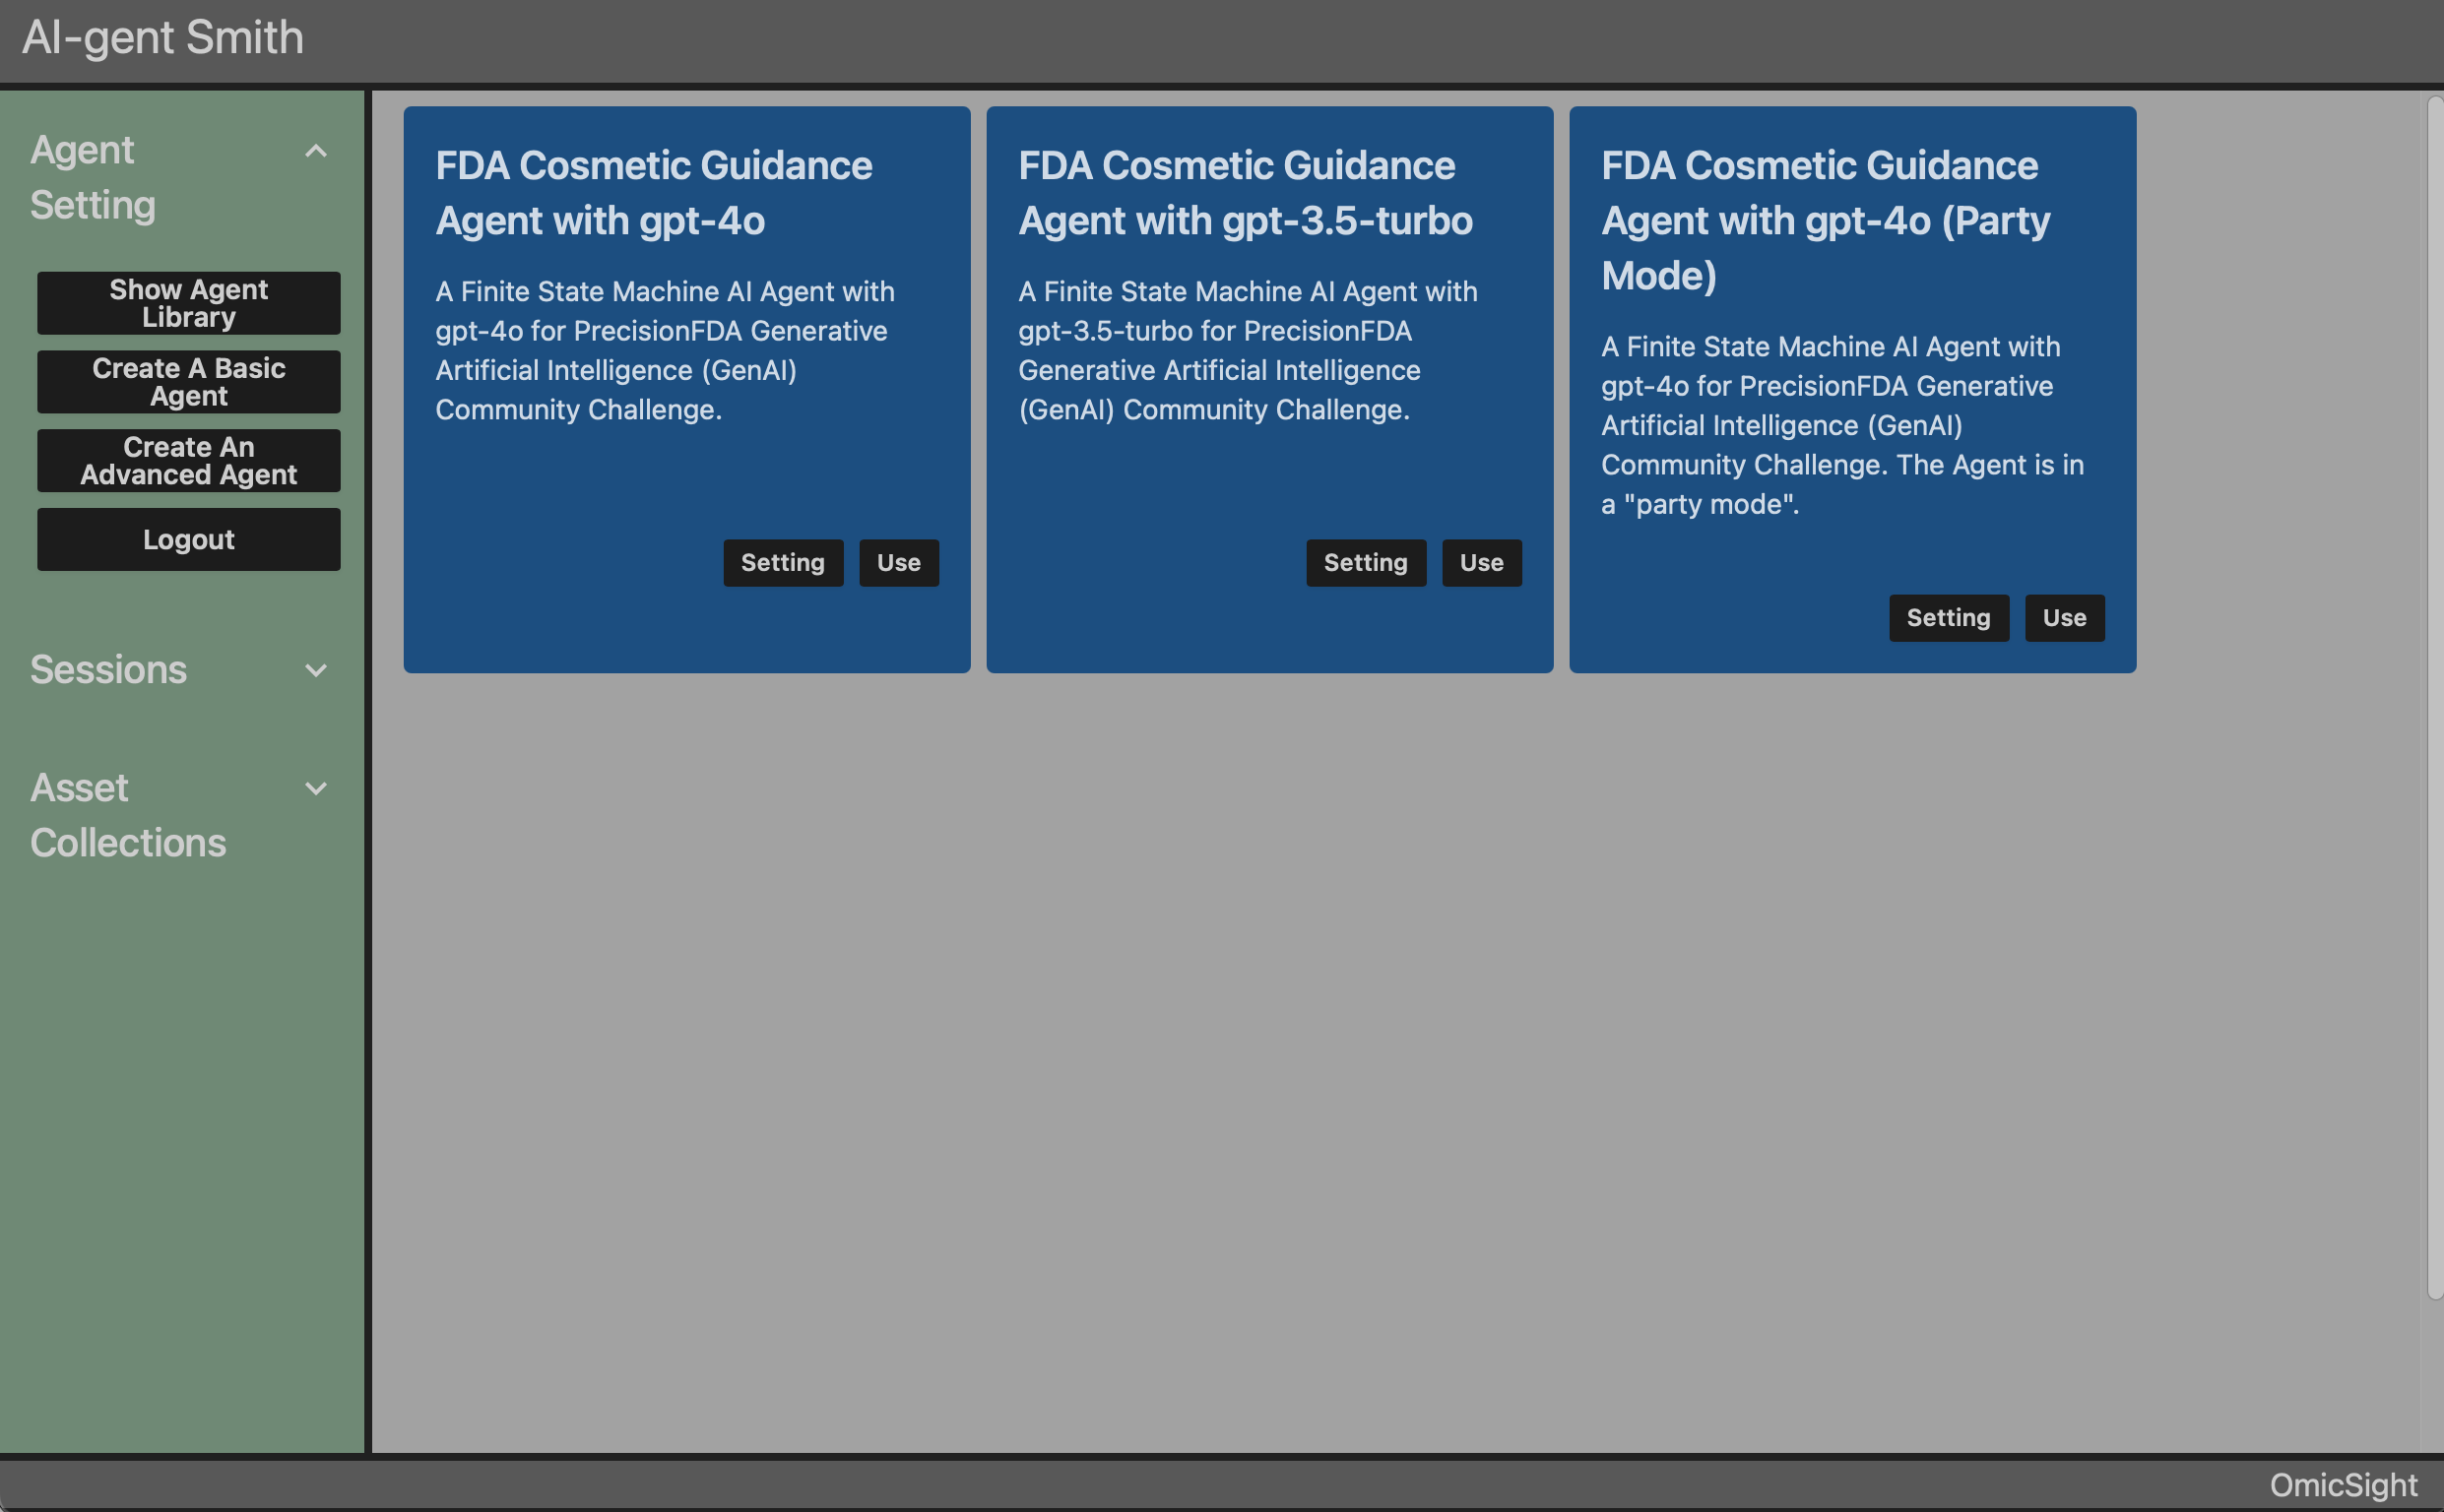 AI-gent Smith
Agent
Setting
Show Agent
Library
Create A Basic
Agent
Create An
Advanced Agent
Logout
Sessions
Asset
Collections
FDA Cosmetic Guidance
Agent with gpt-4o
A Finite State Machine AI Agent with
gpt-4o for PrecisionFDA Generative
Artificial Intelligence (GenAI)
Community Challenge.
Setting
Use
FDA Cosmetic Guidance
Agent with gpt-3.5-turbo
A Finite State Machine AI Agent with
gpt-3.5-turbo for PrecisionFDA
Generative Artificial Intelligence
(GenAI) Community Challenge.
Setting
Use
FDA Cosmetic Guidance
Agent with gpt-4o (Party
Mode)
A Finite State Machine AI Agent with
gpt-4o for PrecisionFDA Generative
Artificial Intelligence (GenAI)
Community Challenge. The Agent is in
a "party mode".
Setting
Use
OmicSight